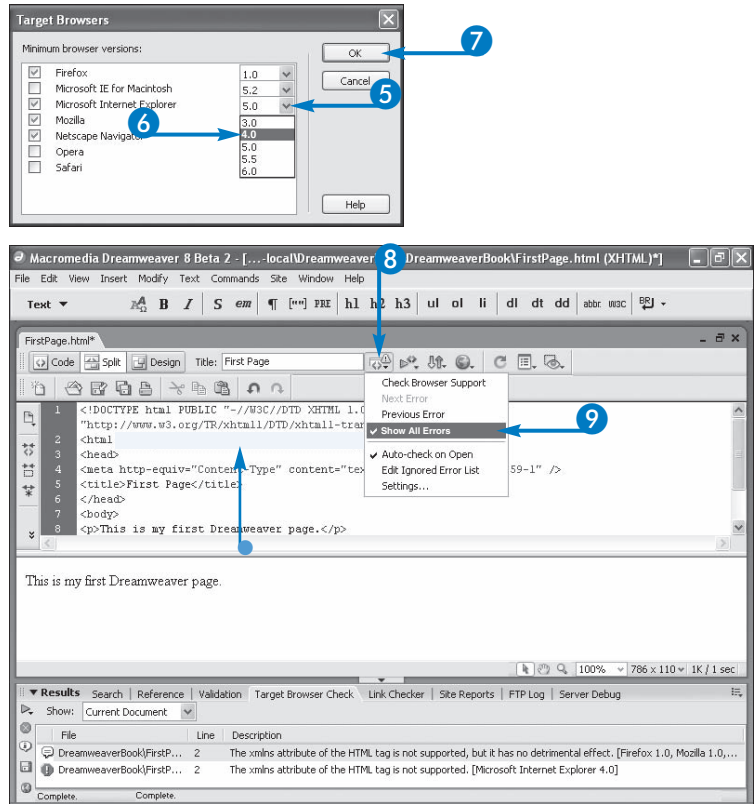 Target Browsers
7
Minimum browser versions:
OK
Firefox 1.0
Cancel
Microsoft IE for Macintosh 5.2
Microsoft Internet Explorer 5.0
5
Mozilla
6
3.0
Netscape Navigator
4.0
Opera
5.0
5.5
Safari
6.0
Help
8
Macromedia Dreamweaver 8 Beta 2 - [...-local\Dreamweaver DreamweaverBook\FirstPage.html (XHTML)*]
File Edit View Insert Modify Text Commands Site Window Help
Text B I S em ¶ [""] PRE h1 h2 h3 ul ol li dl dt dd abbr. W3C BRJ
FirstPage.html*
Code Split Design Title: First Page
Check Browser Support
Next Error
Previous Error
Show All Errors
9
Auto-check on Open
Edit Ignored Error List
Settings...
1 <!DOCTYPE html PUBLIC "-//W3C//DTD XHTML 1.0
"http://www.w3.org/TR/xhtml1/DTD/xhtml1-tran
2 <html
3 <head>
4 <meta http-equiv="Content-Type" content="tex 59-1" />
5 <title>First Page</title>
6 </head>
7 <body>
8 <p>This is my first Dreamweaver page.</p>
This is my first Dreamweaver page.
100% 786 x 110 1K / 1 sec
Results Search | Reference | Validation Target Browser Check Link Checker | Site Reports | FTP Log | Server Debug
Show: Current Document
File Line Description
DreamweaverBook\FirstP... 2 The xmlns attribute of the HTML tag is not supported, but it has no detrimental effect. [Firefox 1.0, Mozilla 1.0,...
DreamweaverBook\FirstP... 2 The xmlns attribute of the HTML tag is not supported. [Microsoft Internet Explorer 4.0]
Complete. Complete.